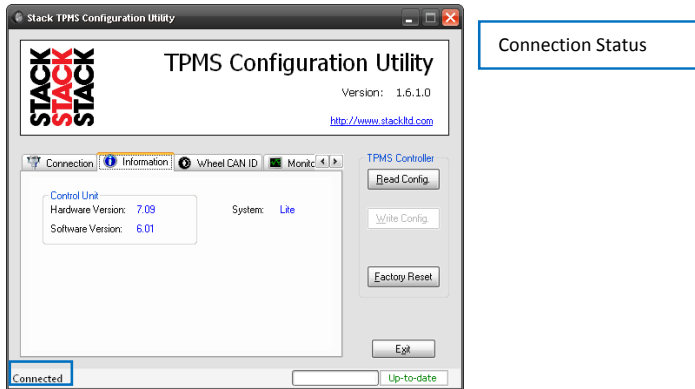 Stack TPMS Configuration Utility
Connection Status
STACK
STACK
STACK
TPMS Configuration Utility
Version: 1.6.1.0
http://www.stackltd.com
Connection Information Wheel CAN ID Monitc
TPMS Controller
Read Config.
Control Unit
Hardware Version: 7.09 System: Lite
Write Config.
Software Version: 6.01
Factory Reset
Exit
Connected Up-to-date